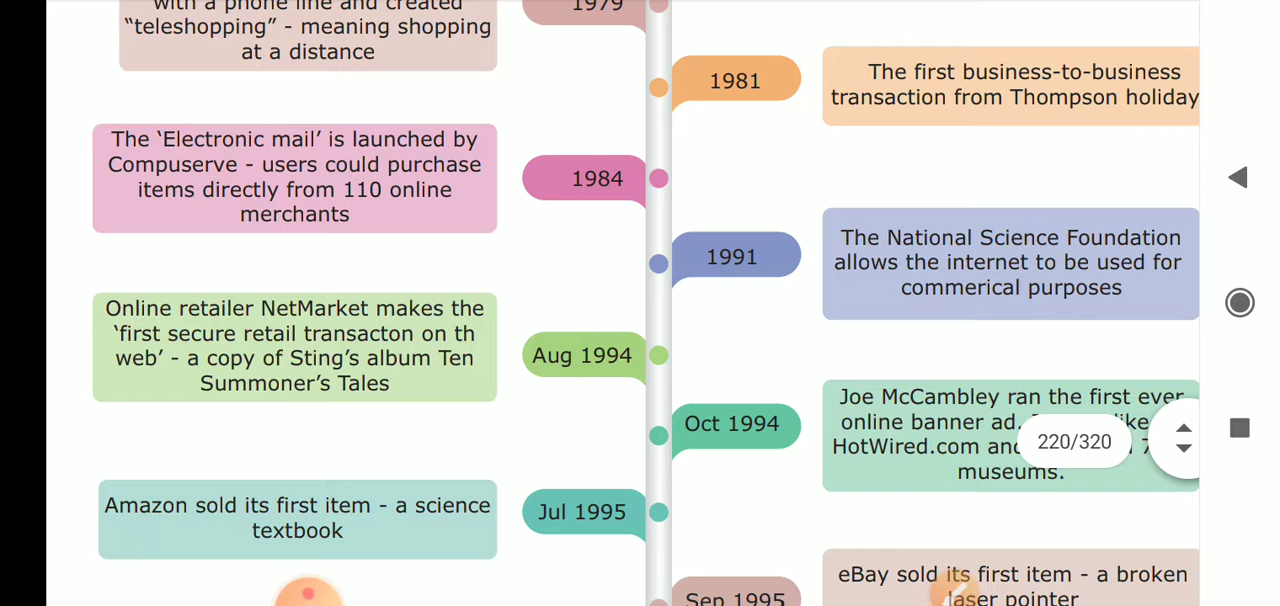 with a phone line and created
“teleshopping” - meaning shopping
at a distance
1979
1981
The first business-to-business
transaction from Thompson holiday
The ‘Electronic mail’ is launched by
Compuserve - users could purchase
items directly from 110 online
merchants
1984
1991
The National Science Foundation
allows the internet to be used for
commerical purposes
Online retailer NetMarket makes the
‘first secure retail transacton on th
web’ - a copy of Sting’s album Ten
Summoner’s Tales
Aug 1994
Oct 1994
Joe McCambley ran the first ever
online banner ad.
HotWired.com and
museums.
220/320
Amazon sold its first item - a science
textbook
Jul 1995
Sep 1995
eBay sold its first item - a broken
laser pointer